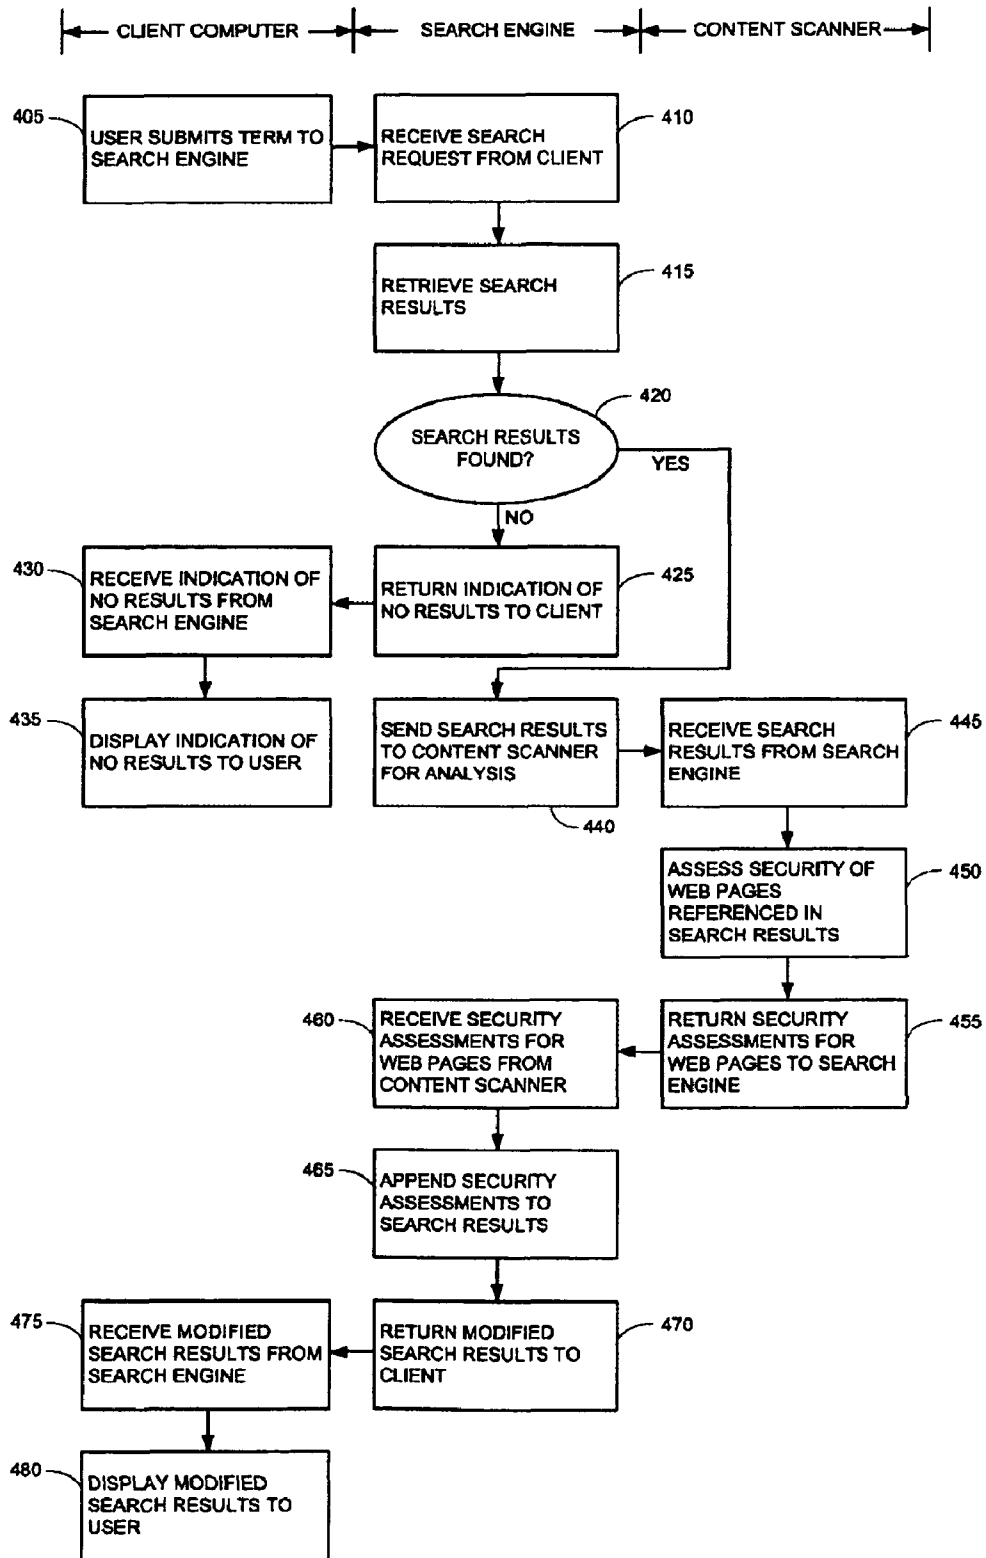 CLIENT COMPUTER
SEARCH ENGINE
CONTENT SCANNER
405
USER SUBMITS TERM TO
SEARCH ENGINE
RECEIVE SEARCH
REQUEST FROM CLIENT
410
RETRIEVE SEARCH
RESULTS
415
SEARCH RESULTS
FOUND?
420
YES
NO
430
RECEIVE INDICATION OF
NO RESULTS FROM
SEARCH ENGINE
RETURN INDICATION OF
NO RESULTS TO CLIENT
425
435
DISPLAY INDICATION OF
NO RESULTS TO USER
SEND SEARCH RESULTS
TO CONTENT SCANNER
FOR ANALYSIS
440
RECEIVE SEARCH
RESULTS FROM SEARCH
ENGINE
445
ASSESS SECURITY OF
WEB PAGES
REFERENCED IN
SEARCH RESULTS
450
460
RECEIVE SECURITY
ASSESSMENTS FOR
WEB PAGES FROM
CONTENT SCANNER
RETURN SECURITY
ASSESSMENTS FOR
WEB PAGES TO SEARCH
ENGINE
455
465
APPEND SECURITY
ASSESSMENTS TO
SEARCH RESULTS
475
RECEIVE MODIFIED
SEARCH RESULTS FROM
SEARCH ENGINE
RETURN MODIFIED
SEARCH RESULTS TO
CLIENT
470
480
DISPLAY MODIFIED
SEARCH RESULTS TO
USER